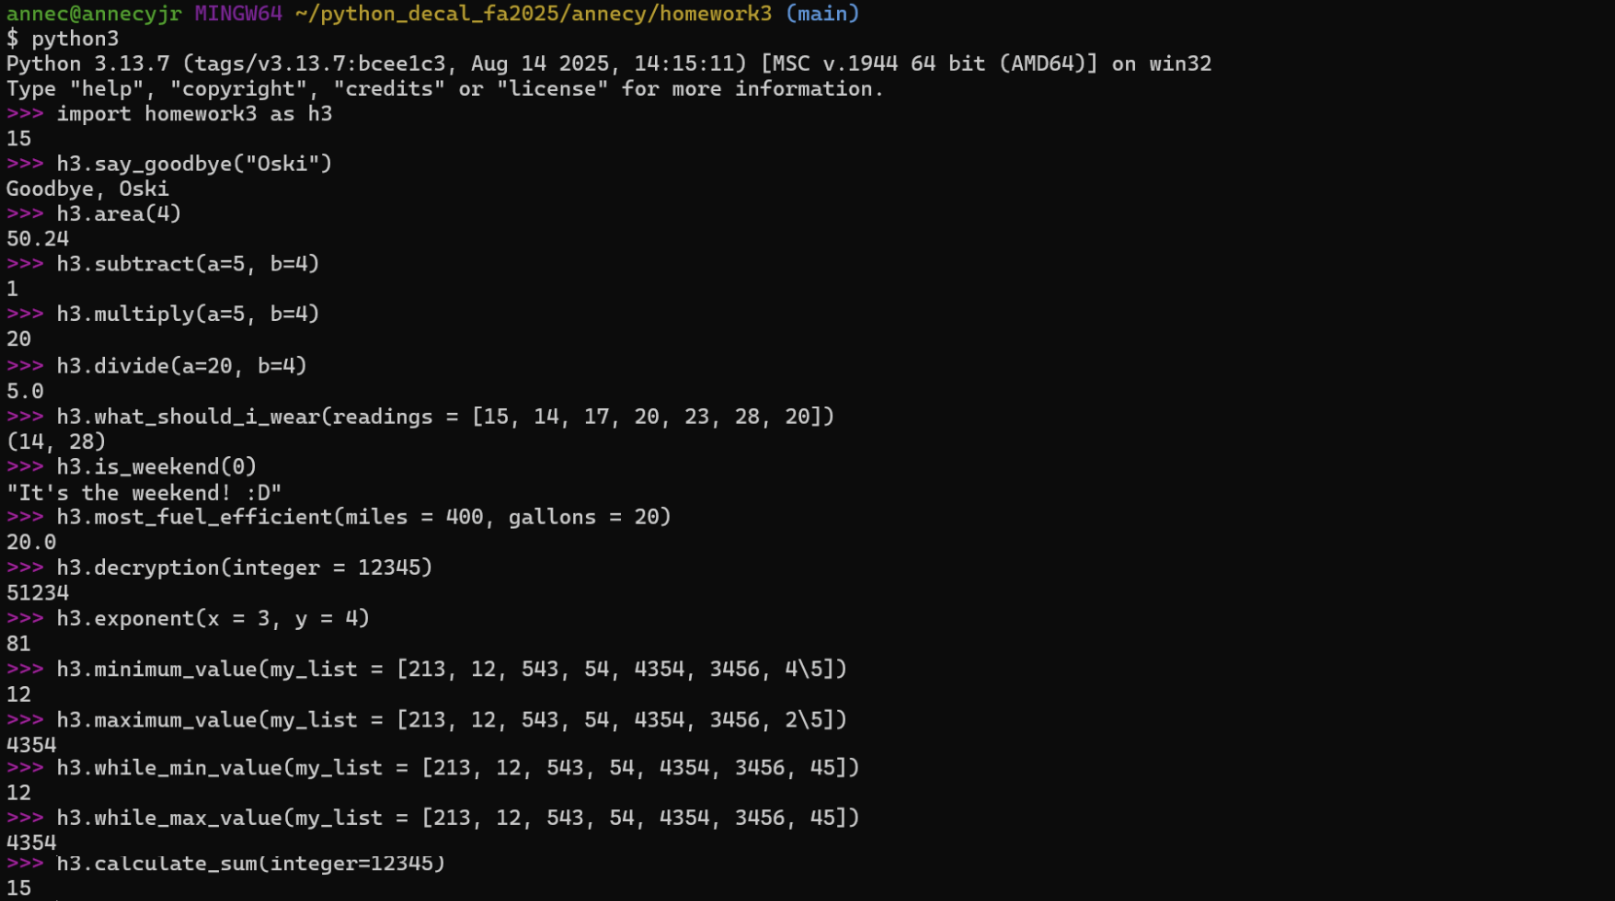 annec@annecyjr MINGW64 ~/python_decal_fa2025/annecy/homework3 (main)
$ python3
Python 3.13.7 (tags/v3.13.7:bcee1c3, Aug 14 2025, 14:15:11) [MSC v.1944 64 bit (AMD64)] on win32
Type "help", "copyright", "credits" or "license" for more information.
>>> import homework3 as h3
15
>>> h3.say_goodbye("Oski")
Goodbye, Oski
>>> h3.area(4)
50.24
>>> h3.subtract(a=5, b=4)
1
>>> h3.multiply(a=5, b=4)
20
>>> h3.divide(a=20, b=4)
5.0
>>> h3.what_should_i_wear(readings = [15, 14, 17, 20, 23, 28, 20])
(14, 28)
>>> h3.is_weekend(0)
"It's the weekend! :D"
>>> h3.most_fuel_efficient(miles = 400, gallons = 20)
20.0
>>> h3.decryption(integer = 12345)
51234
>>> h3.exponent(x = 3, y = 4)
81
>>> h3.minimum_value(my_list = [213, 12, 543, 54, 4354, 3456, 4\5])
12
>>> h3.maximum_value(my_list = [213, 12, 543, 54, 4354, 3456, 2\5])
4354
>>> h3.while_min_value(my_list = [213, 12, 543, 54, 4354, 3456, 45])
12
>>> h3.while_max_value(my_list = [213, 12, 543, 54, 4354, 3456, 45])
4354
>>> h3.calculate_sum(integer=12345)
15